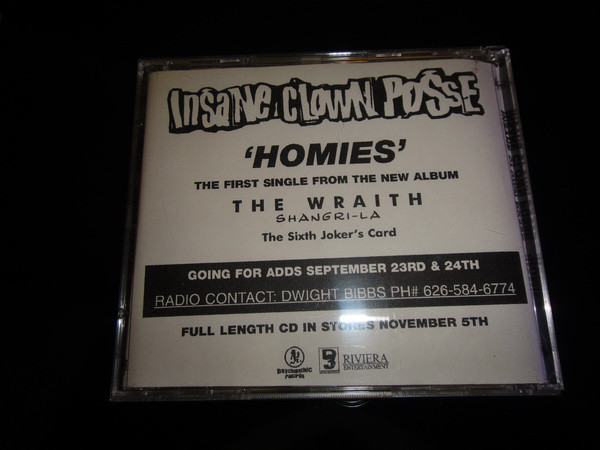 INSANE CLOWN POSSE
'HOMIES'
THE FIRST SINGLE FROM THE NEW ALBUM
THE WRAITH
SHANGRI-LA
The Sixth Joker's Card
GOING FOR ADDS SEPTEMBER 23RD & 24TH
RADIO CONTACT: DWIGHT BIBBS PH# 626-584-6774
FULL LENGTH CD IN STORES NOVEMBER 5TH
Psychopathic
Records
RIVIERA
ENTERTAINMENT